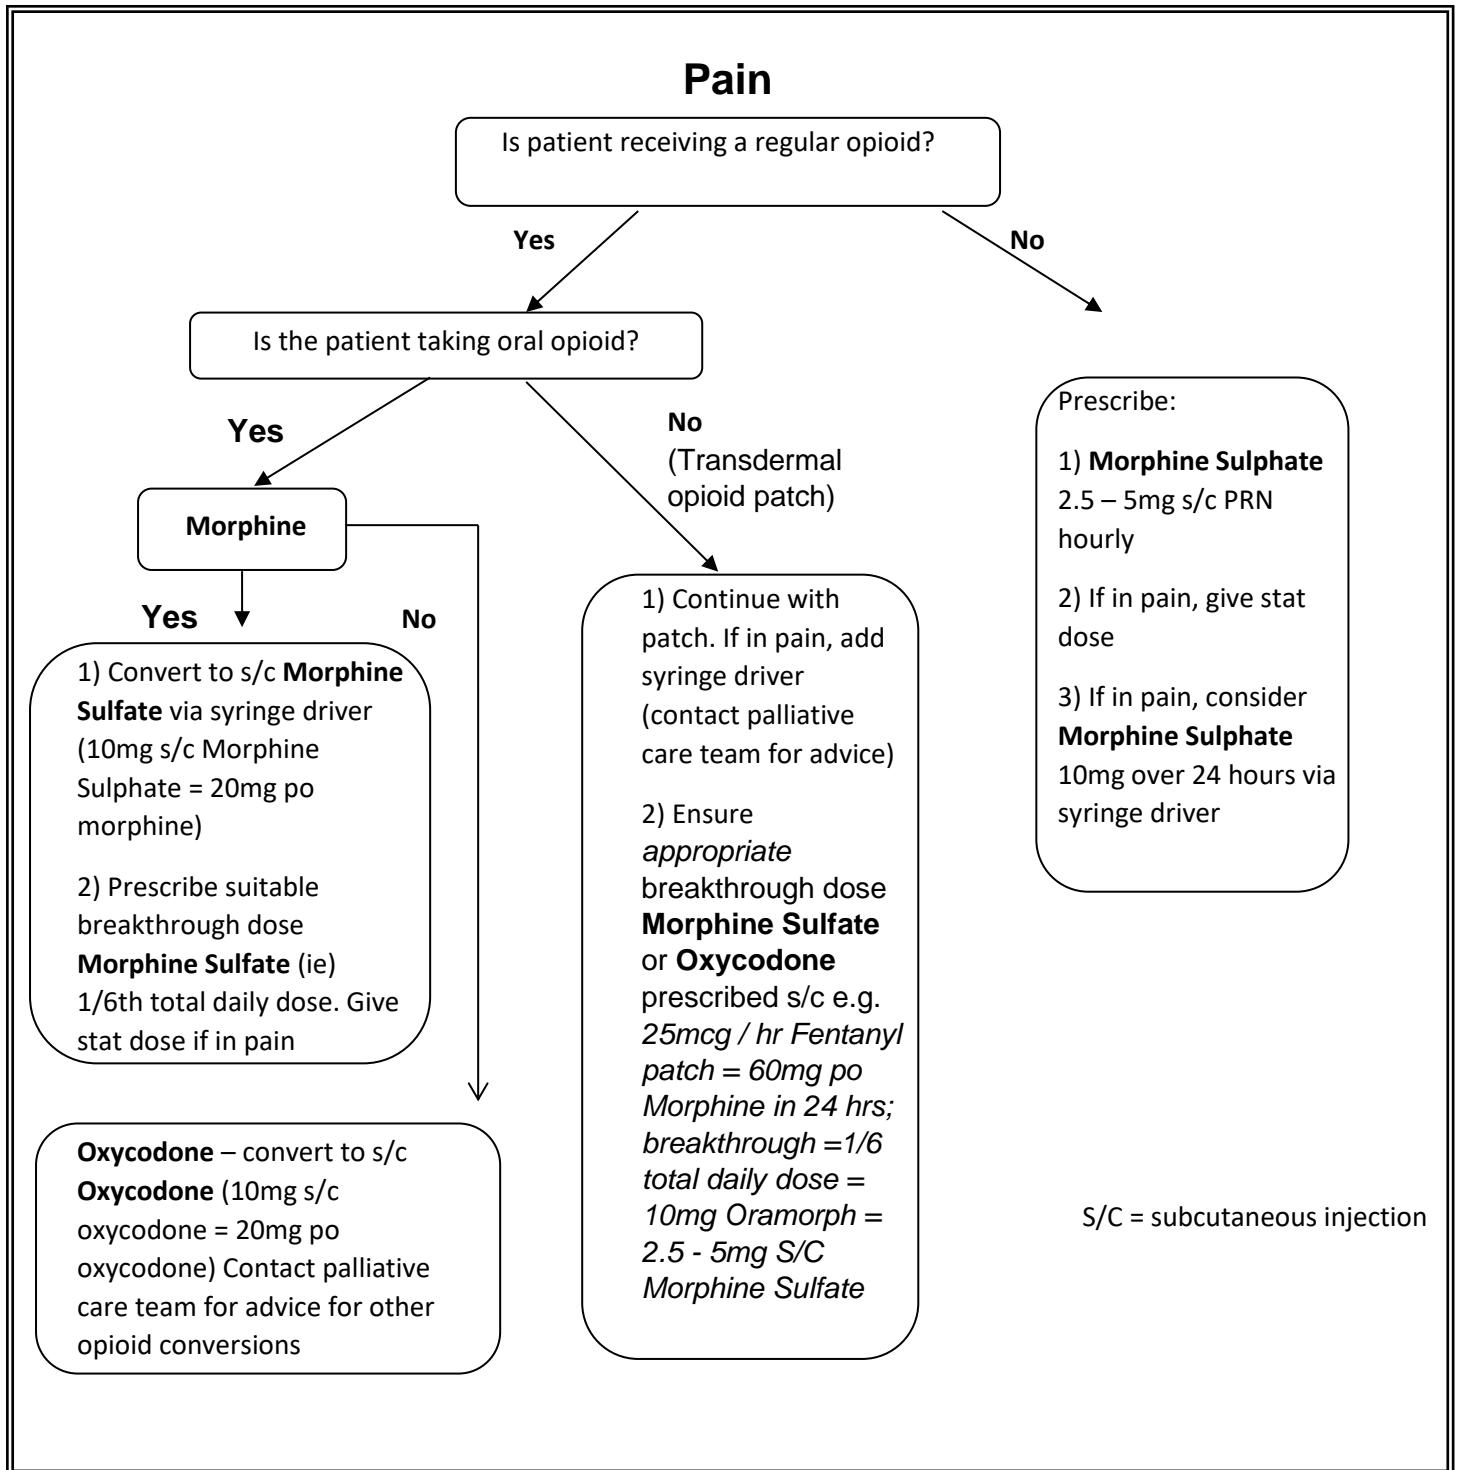 Pain
Is patient receiving a regular opioid?
Yes
No
Is the patient taking oral opioid?
Yes
No
(Transdermal
opioid patch)
Morphine
Yes
No
1) Convert to s/c Morphine
Sulfate via syringe driver
(10mg s/c Morphine
Sulphate = 20mg po
morphine)
2) Prescribe suitable
breakthrough dose
Morphine Sulfate (ie)
1/6th total daily dose. Give
stat dose if in pain
Oxycodone – convert to s/c
Oxycodone (10mg s/c
oxycodone = 20mg po
oxycodone) Contact palliative
care team for advice for other
opioid conversions
1) Continue with
patch. If in pain, add
syringe driver
(contact palliative
care team for advice)
2) Ensure
appropriate
breakthrough dose
Morphine Sulfate
or Oxycodone
prescribed s/c e.g.
25mcg / hr Fentanyl
patch = 60mg po
Morphine in 24 hrs;
breakthrough =1/6
total daily dose =
10mg Oramorph =
2.5 - 5mg S/C
Morphine Sulfate
Prescribe:
1) Morphine Sulphate
2.5 – 5mg s/c PRN
hourly
2) If in pain, give stat
dose
3) If in pain, consider
Morphine Sulphate
10mg over 24 hours via
syringe driver
S/C = subcutaneous injection